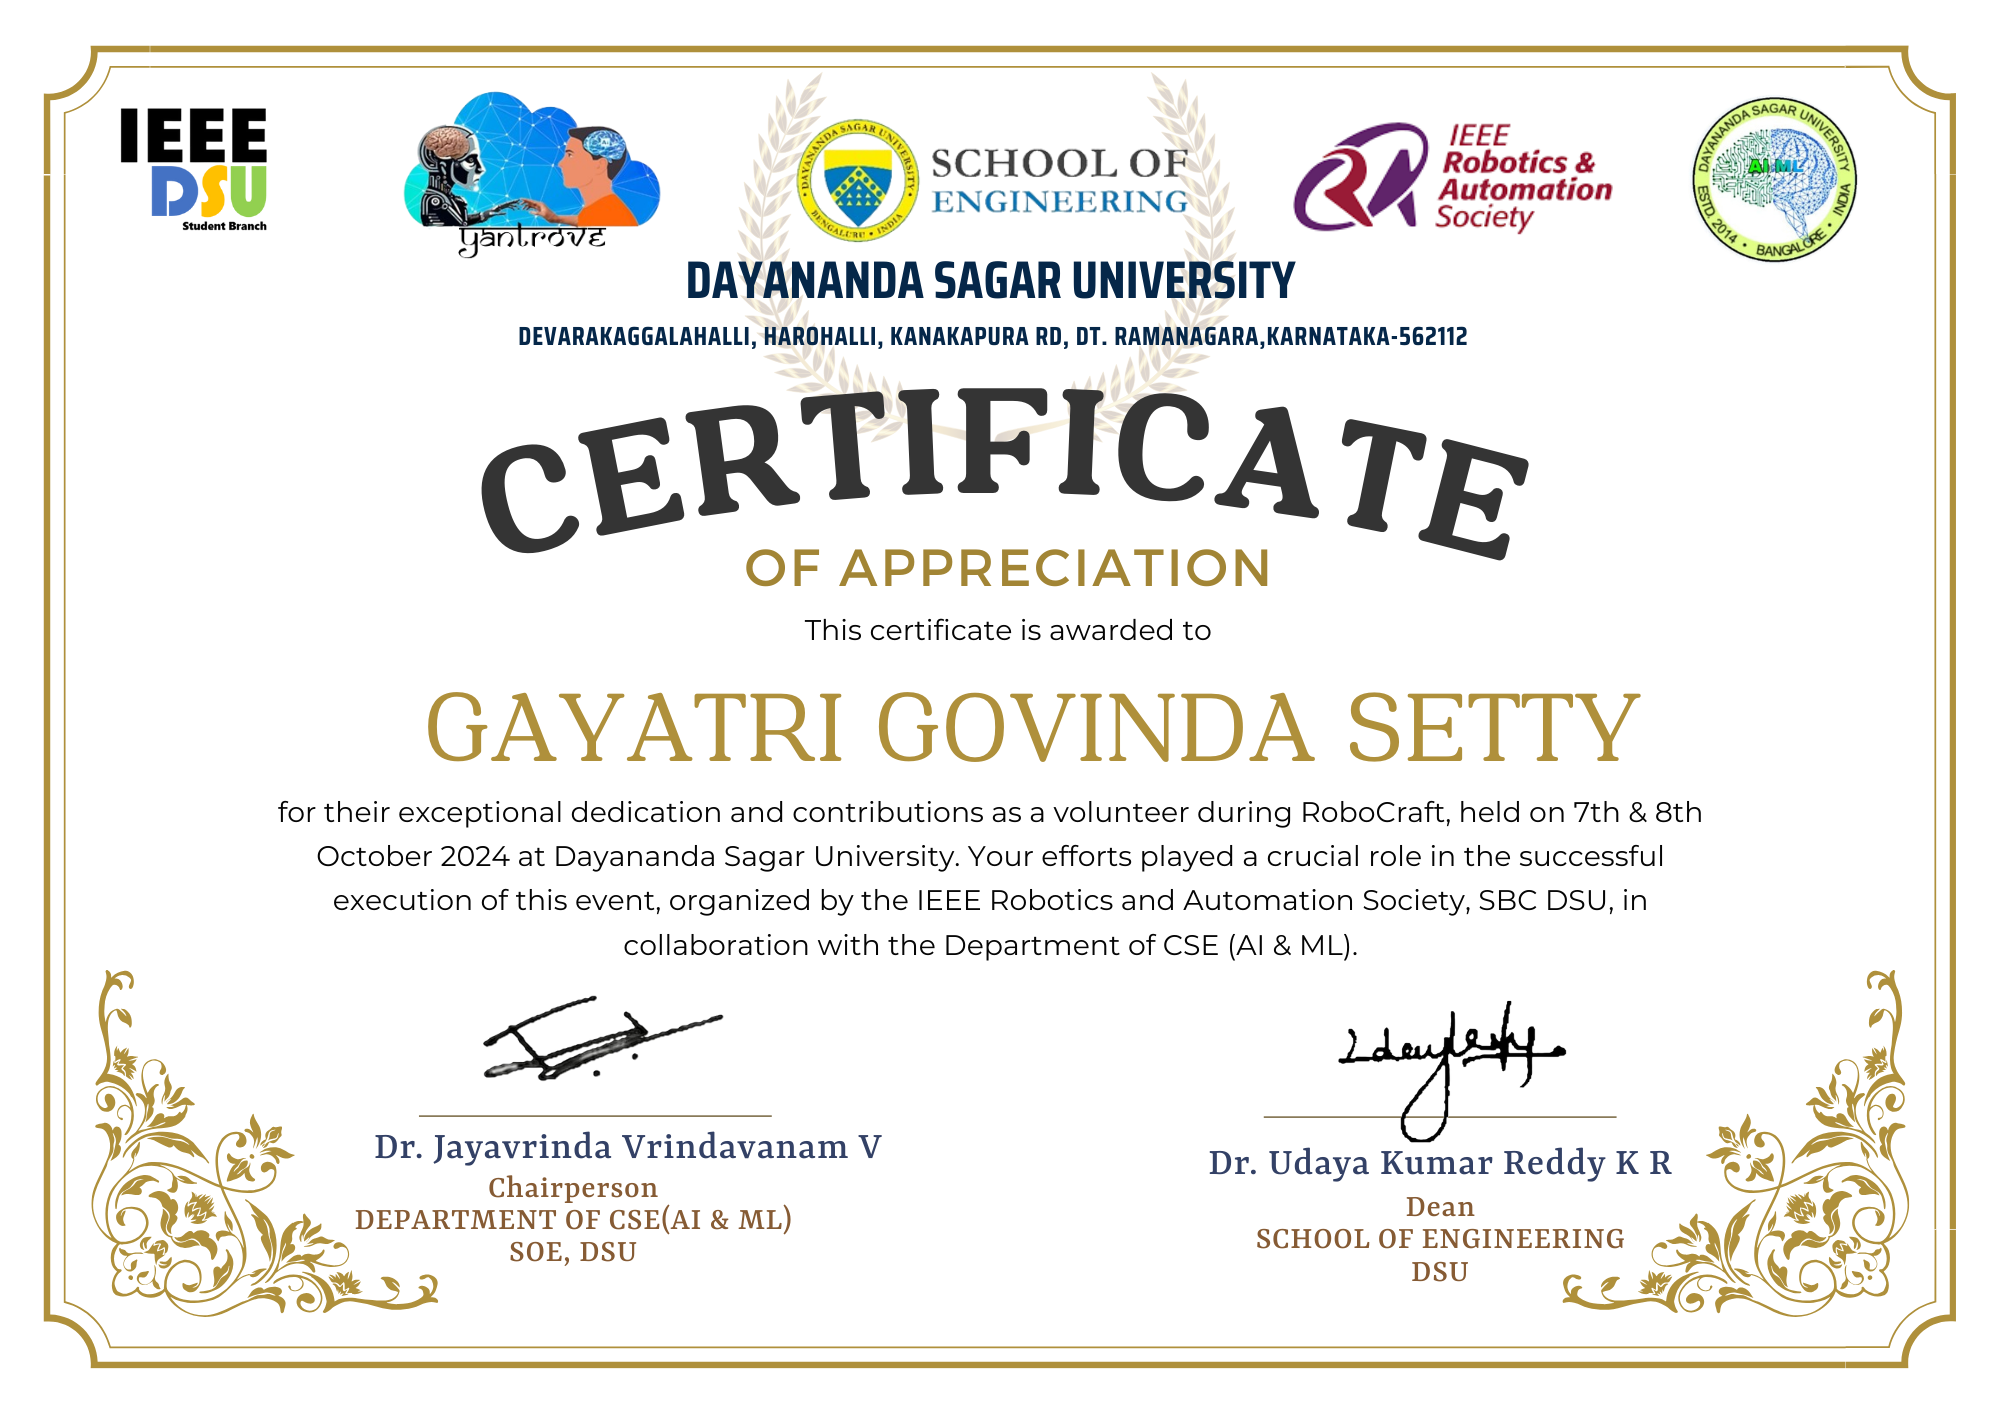 IEEE
DSU
Student Branch
yantrove
DAYANANDA SAGAR UNIVERSITY
BENGALURU • INDIA
SCHOOL OF
ENGINEERING
IEEE
Robotics &
Automation
Society
DAYANANDA SAGAR UNIVERSITY
AI ML
ESTD. 2014 • BANGALORE • INDIA
DAYANANDA SAGAR UNIVERSITY
DEVARAKAGGALAHALLI, HAROHALLI, KANAKAPURA RD, DT. RAMANAGARA,KARNATAKA-562112
CERTIFICATE
OF APPRECIATION
This certificate is awarded to
GAYATRI GOVINDA SETTY
for their exceptional dedication and contributions as a volunteer during RoboCraft, held on 7th & 8th
October 2024 at Dayananda Sagar University. Your efforts played a crucial role in the successful
execution of this event, organized by the IEEE Robotics and Automation Society, SBC DSU, in
collaboration with the Department of CSE (AI & ML).
Dr. Jayavrinda Vrindavanam V
Chairperson
DEPARTMENT OF CSE(AI & ML)
SOE, DSU
Dr. Udaya Kumar Reddy K R
Dean
SCHOOL OF ENGINEERING
DSU